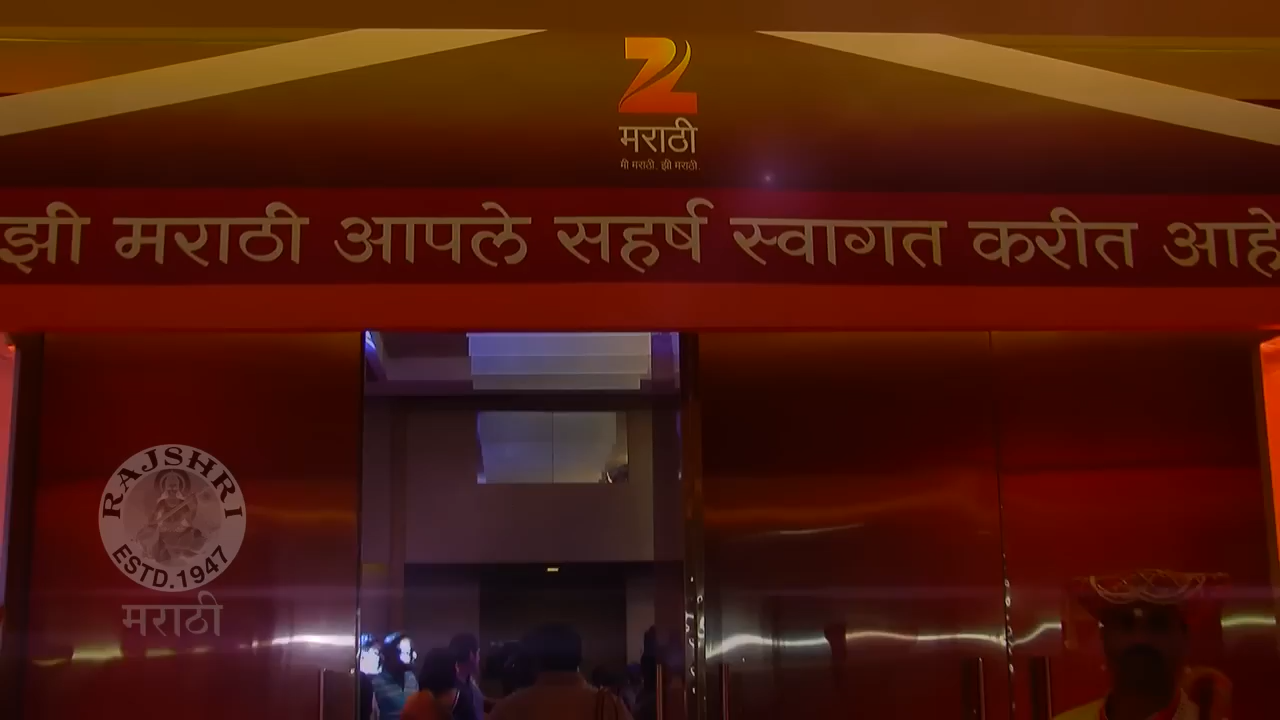 Z
मराठी
मी मराठी. झी मराठी.
झी मराठी आपले सहर्ष स्वागत करीत आहे
RAJSHRI
ESTD.1947
मराठी